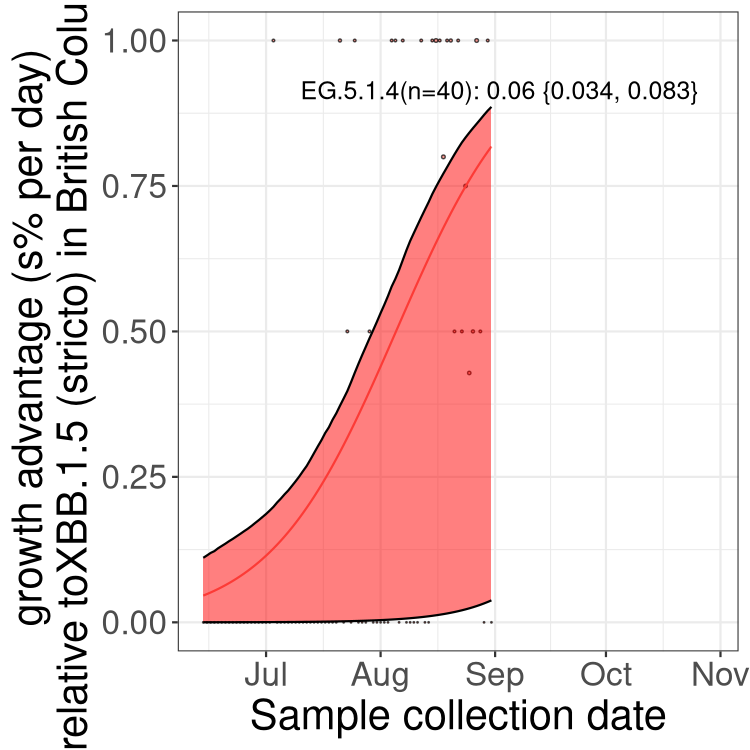 growth advantage (s% per day)
relative toXBB.1.5 (stricto) in British Colu
1.00
0.75
0.50
0.25
0.00
EG.5.1.4(n=40): 0.06 {0.034, 0.083}
Jul Aug Sep Oct Nov
Sample collection date